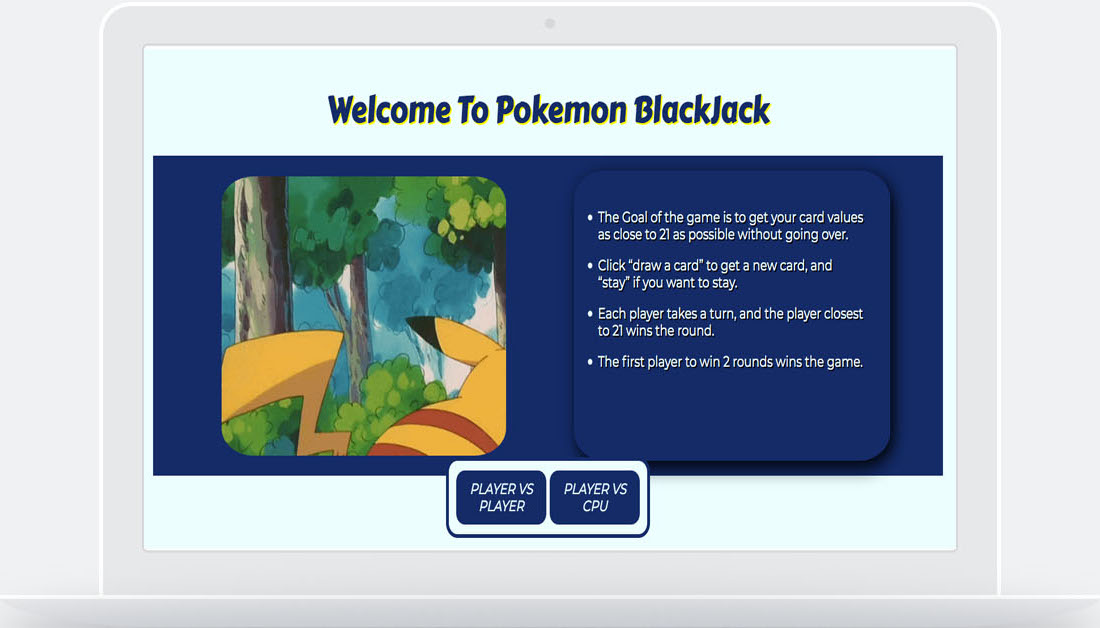 Welcome To Pokemon BlackJack
• The Goal of the game is to get your card values
as close to 21 as possible without going over.
• Click “draw a card” to get a new card, and
“stay” if you want to stay.
• Each player takes a turn, and the player closest
to 21 wins the round.
• The first player to win 2 rounds wins the game.
PLAYER VS
PLAYER
PLAYER VS
CPU